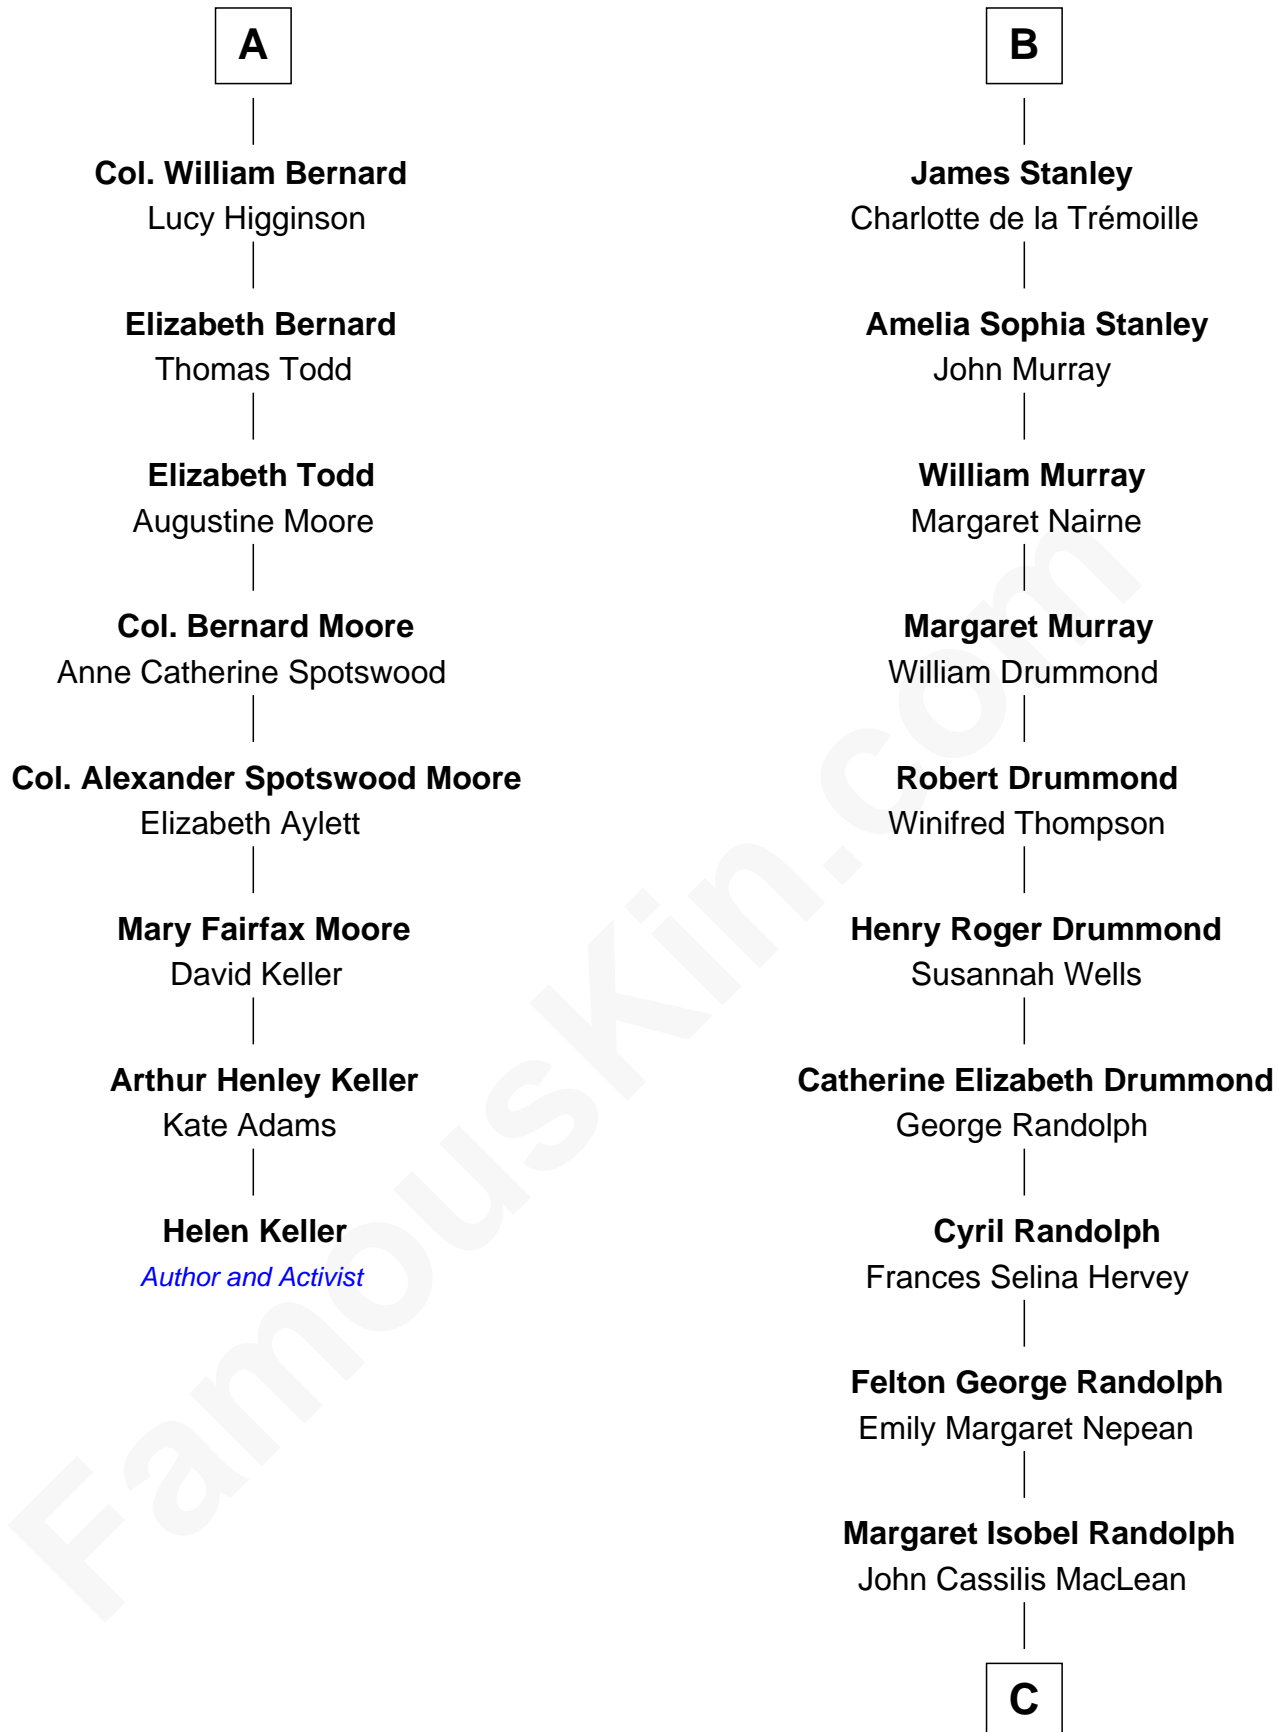 A
Col. William Bernard
Lucy Higginson
Elizabeth Bernard
Thomas Todd
Elizabeth Todd
Augustine Moore
Col. Bernard Moore
Anne Catherine Spotswood
Col. Alexander Spotswood Moore
Elizabeth Aylett
Mary Fairfax Moore
David Keller
Arthur Henley Keller
Kate Adams
Helen Keller
Author and Activist
B
James Stanley
Charlotte de la Trémoille
Amelia Sophia Stanley
John Murray
William Murray
Margaret Nairne
Margaret Murray
William Drummond
Robert Drummond
Winifred Thompson
Henry Roger Drummond
Susannah Wells
Catherine Elizabeth Drummond
George Randolph
Cyril Randolph
Frances Selina Hervey
Felton George Randolph
Emily Margaret Nepean
Margaret Isobel Randolph
John Cassilis MacLean
C
FamousKin.com